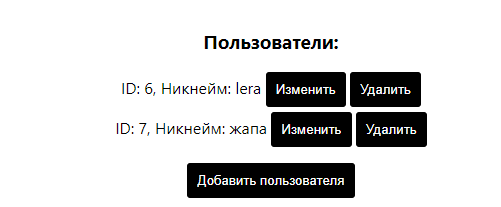 Пользователи:
ID: 6, Никнейм: lera Изменить Удалить
ID: 7, Никнейм: жапа Изменить Удалить
Добавить пользователя